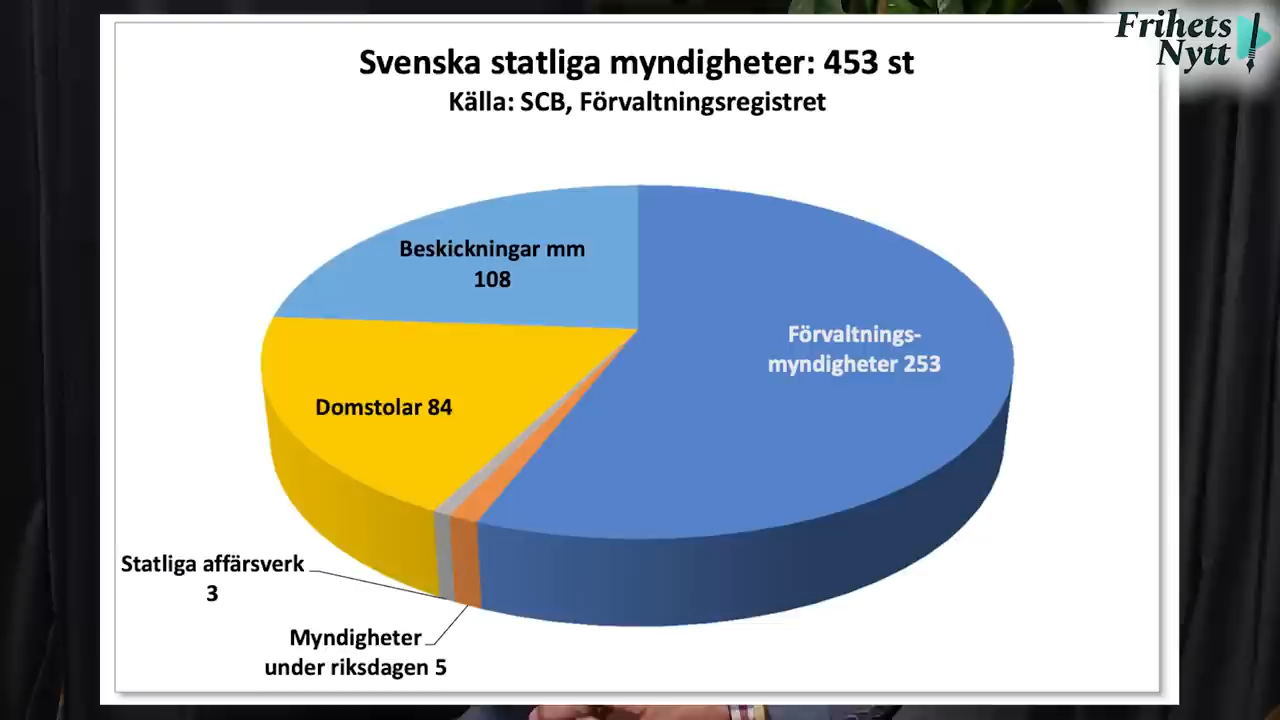 Frihets
Nytt
Svenska statliga myndigheter: 453 st
Källa: SCB, Förvaltningsregistret
Beskickningar mm
108
Förvaltnings-
myndigheter 253
Domstolar 84
Statliga affärsverk
3
Myndigheter
under riksdagen 5